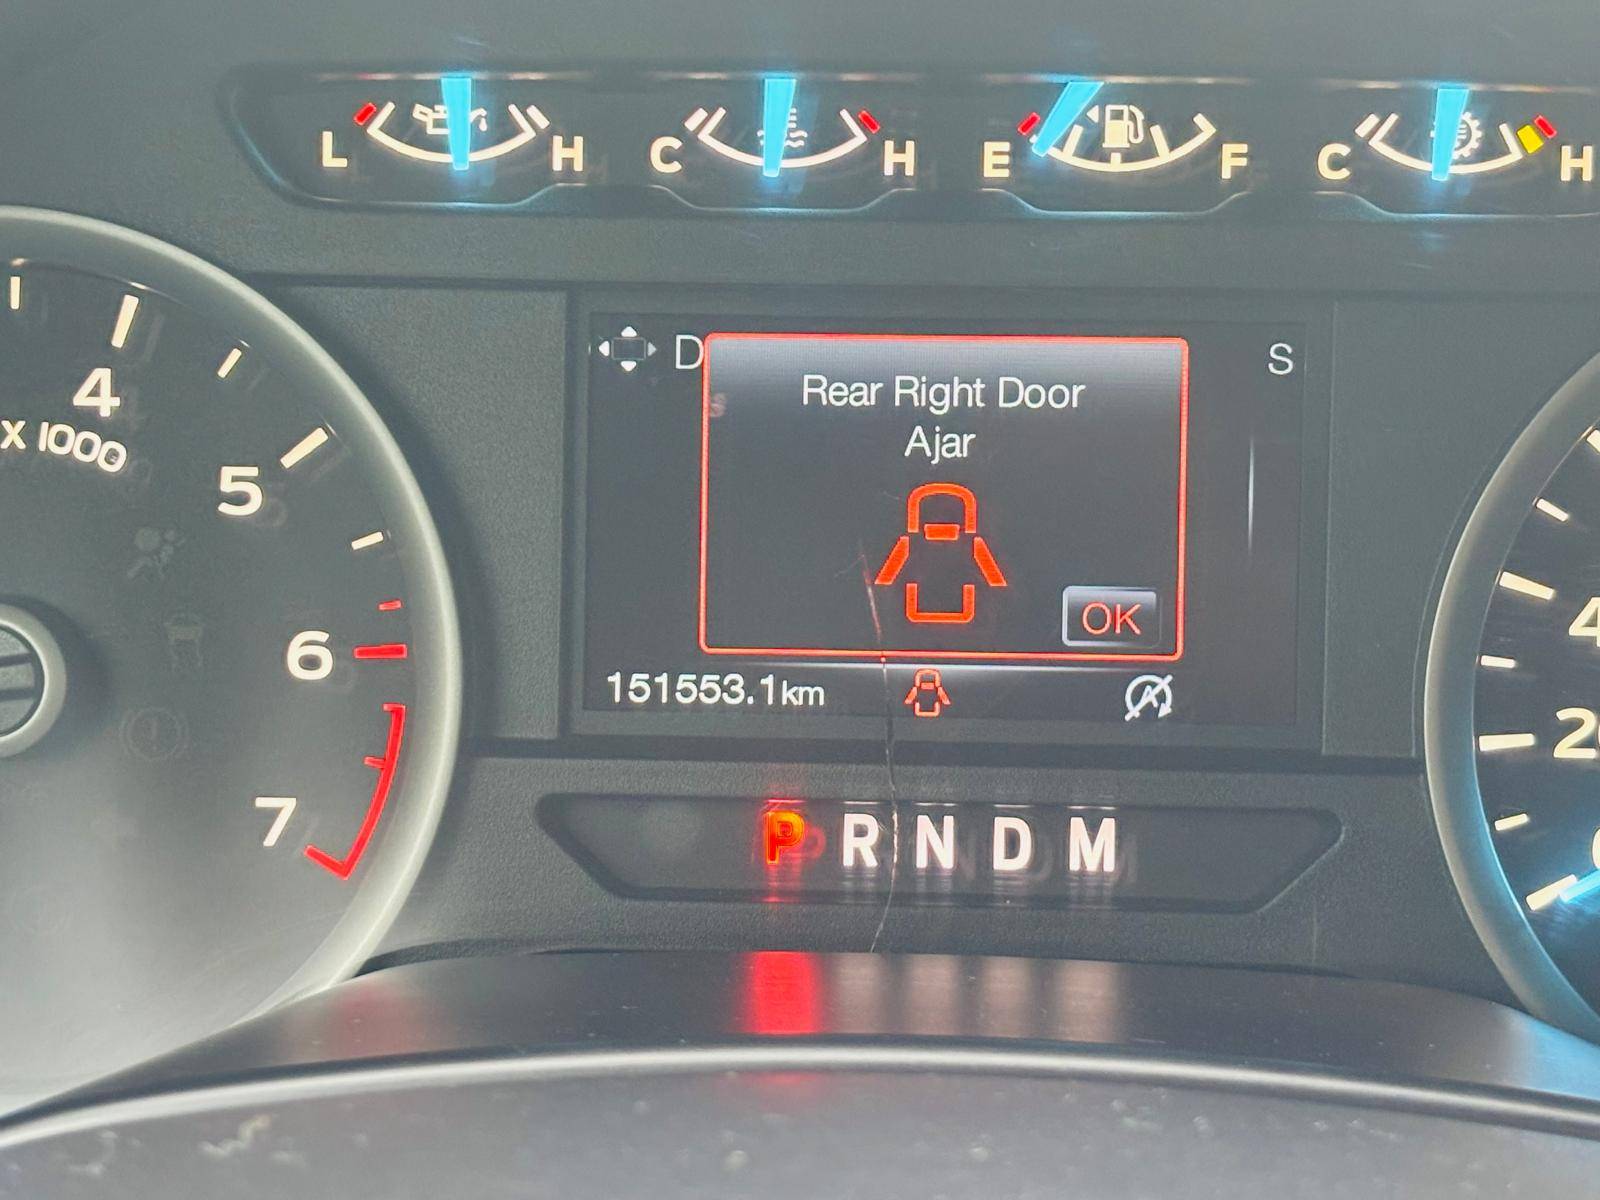 L H C H E F C H
4
x 1000
5
6
7
D
S
Rear Right Door
Ajar
OK
151553.1km
P R N D M